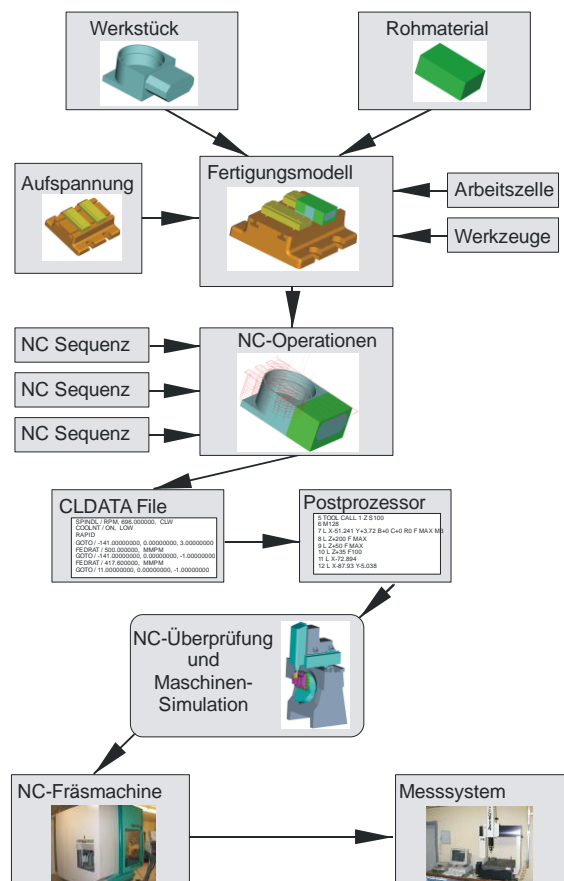 Werkstück
Rohmaterial
Aufspannung
Fertigungsmodell
Arbeitszelle
Werkzeuge
NC Sequenz
NC Sequenz
NC Sequenz
NC-Operationen
CLDATA File
SPINDL / RPM, 696.000000, CLW
COOLNT / ON, LOW
RAPID
GOTO / -141.00000000, 0.00000000, 3.00000000
FEDRAT / 500.000000, MMPM
GOTO / -141.00000000, 0.00000000, -1.00000000
FEDRAT / 417.600000, MMPM
GOTO / 11.00000000, 0.00000000, -1.00000000
Postprozessor
5 TOOL CALL 1 Z S100
6 M128
7 L X-51.241 Y+3.72 B+0 C+0 R0 F MAX M3
8 L Z+200 F MAX
9 L Z+50 F MAX
10 L Z+35 F100
11 L X-72.894
12 L X-87.93 Y-5.038
NC-Überprüfung
und
Maschinen-
Simulation
NC-Fräsmachine
Messsystem